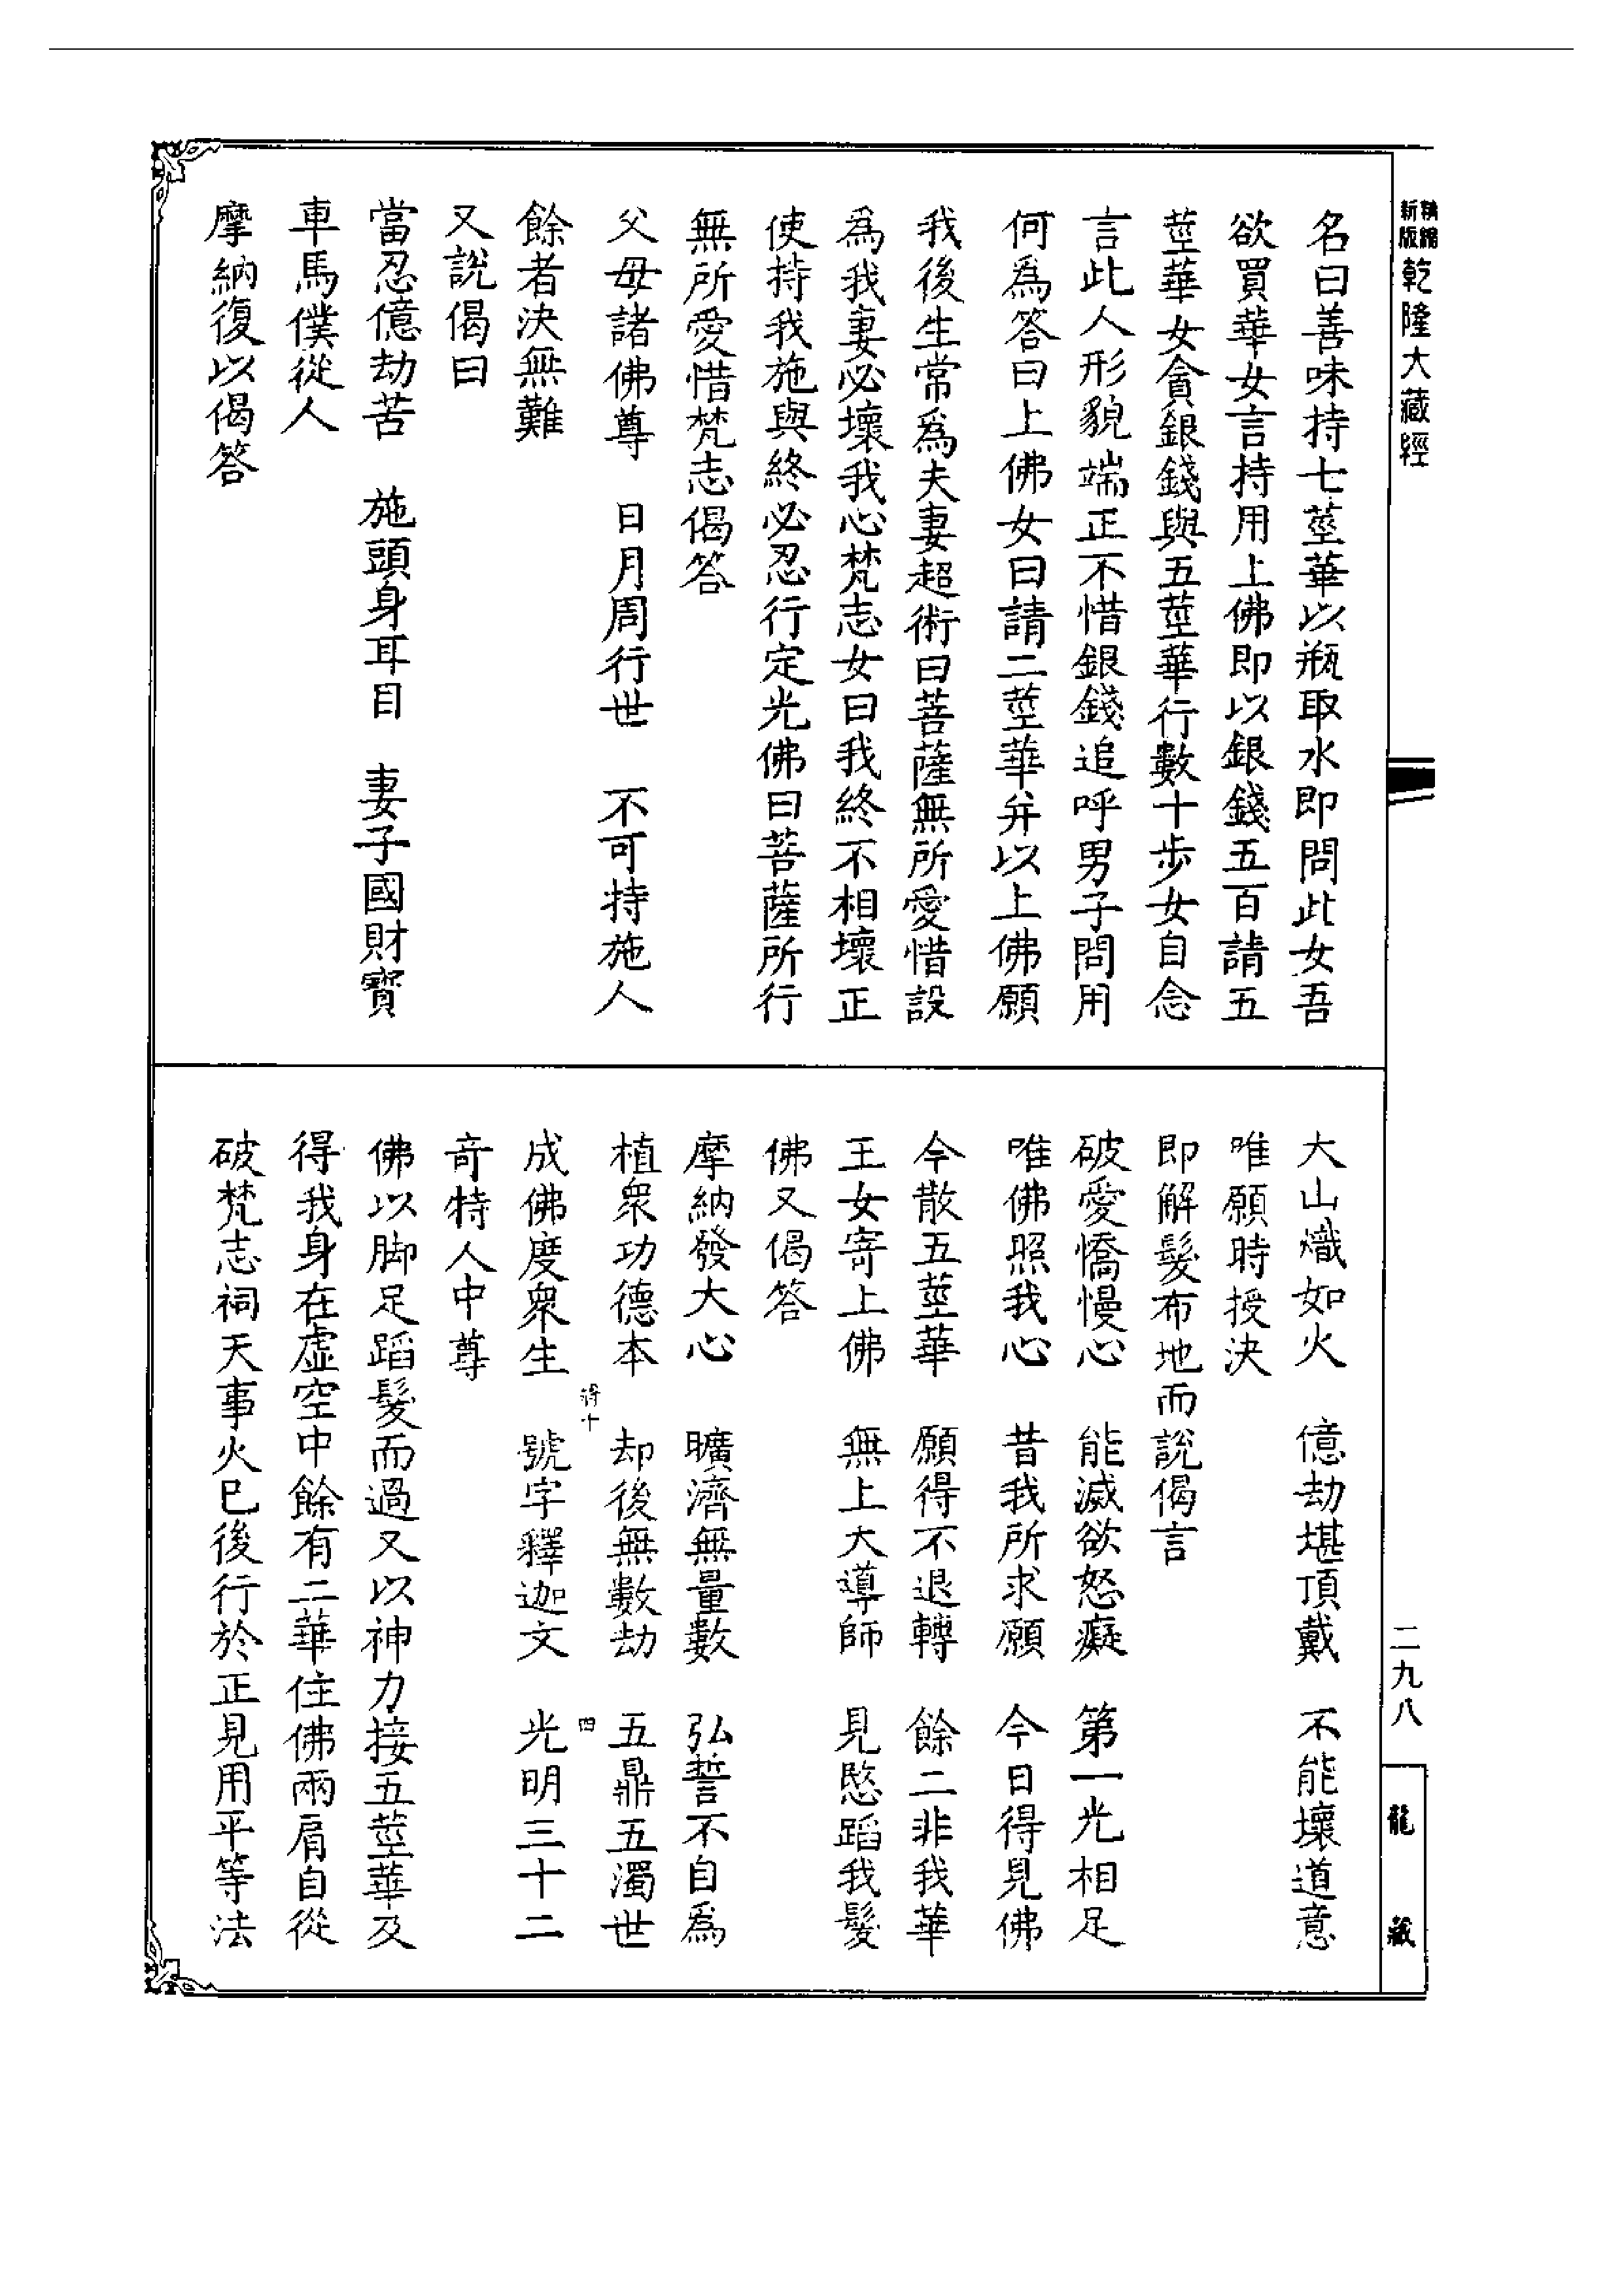 精編
新版
乾隆大藏經
名曰善味持七莖華以瓶取水即問此女吾
欲買華女言持用上佛即以銀錢五百請五
莖華女貪銀錢與五莖華行數十步女自念
言此人形貌端正不惜銀錢追呼男子問用
何爲答曰上佛女曰請二莖華并以上佛願
我後生常爲夫妻超術曰菩薩無所愛惜設
為我妻必壞我心梵志女曰我終不相壞正
使持我施與終必忍行定光佛曰菩薩所行
無所愛惜梵志偈答
父母諸佛尊　日月周行世　不可持施人
餘者決無難
又說偈曰
當忍億劫苦　施頭身耳目　妻子國財寳
車馬僕從人
摩納復以偈答
大山熾如火　億劫堪頂戴　不能壞道意
唯願時授決
即解髮布地而說偈言
破愛憍慢心　能滅欲怒癡　第一光相足
唯佛照我心　昔我所求願　今日得見佛
今散五莖華　願得不退轉　餘二非我華
王女寄上佛　無上大導師　見愍蹈我髮
佛又偈答
摩納發大心　曠濟無量數　弘誓不自爲
植衆功德本　却後無數劫　五鼎五濁世
成佛度衆生　號字釋迦文　光明三十二
奇特人中尊
佛以脚足蹈髮而過又以神力接五莖華及
得我身在虛空中餘有二華住佛兩肩自從
破梵志祠天事火巳後行於正見用平等法
四
二九八
龍藏